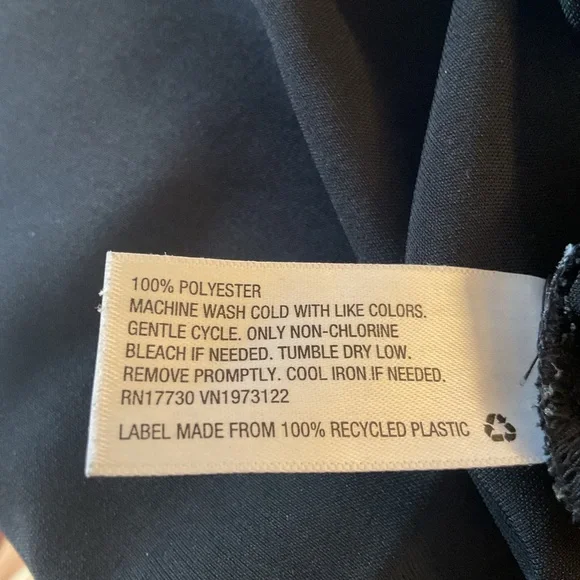 100% POLYESTER
MACHINE WASH COLD WITH LIKE COLORS.
GENTLE CYCLE. ONLY NON-CHLORINE
BLEACH IF NEEDED. TUMBLE DRY LOW.
REMOVE PROMPTLY. COOL IRON IF NEEDED.
RN17730 VN1973122
LABEL MADE FROM 100% RECYCLED PLASTIC